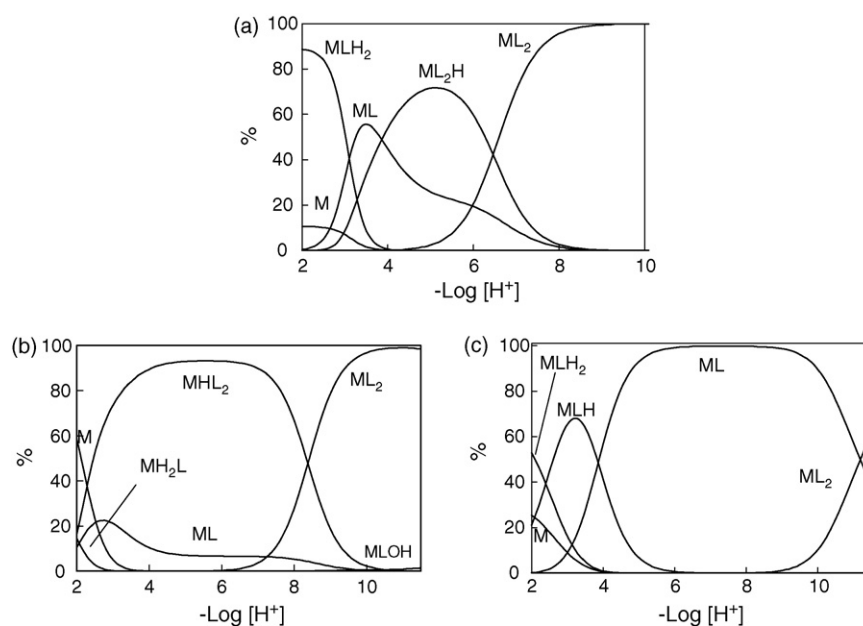 (a)
100
80
60
40
20
0
%
MLH₂
ML₂H
ML₂
ML
M
2 4 6 8 10
-Log [H⁺]
(b)
100
80
60
40
20
0
%
M
MH₂L
MHL₂
ML₂
ML
MLOH
2 4 6 8 10
-Log [H⁺]
(c)
100
80
60
40
20
0
%
MLH₂
MLH
M
ML
ML₂
2 4 6 8 10
-Log [H⁺]